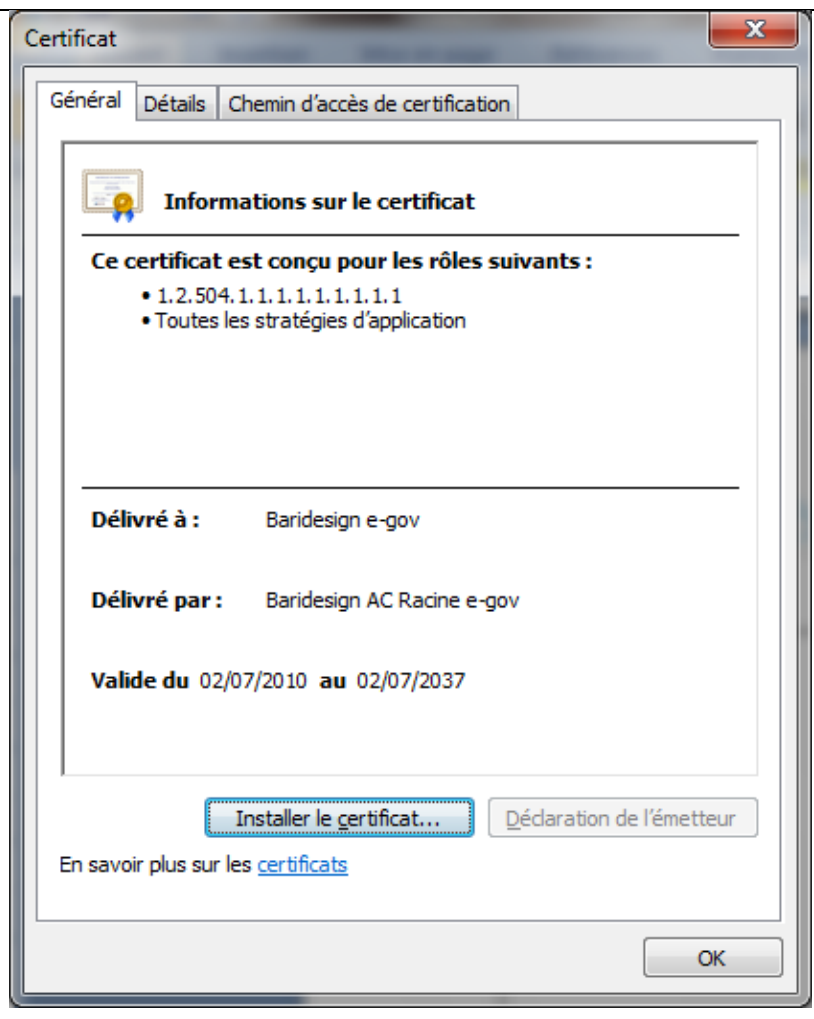 Certificat
Général
Détails
Chemin d'accès de certification
Informations sur le certificat
Ce certificat est conçu pour les rôles suivants :
• 1.2.504.1.1.1.1.1.1.1.1.1
• Toutes les stratégies d'application
Délivré à : Baridesign e-gov
Délivré par : Baridesign AC Racine e-gov
Valide du 02/07/2010 au 02/07/2037
Installer le certificat...
Déclaration de l'émetteur
En savoir plus sur les certificats
OK